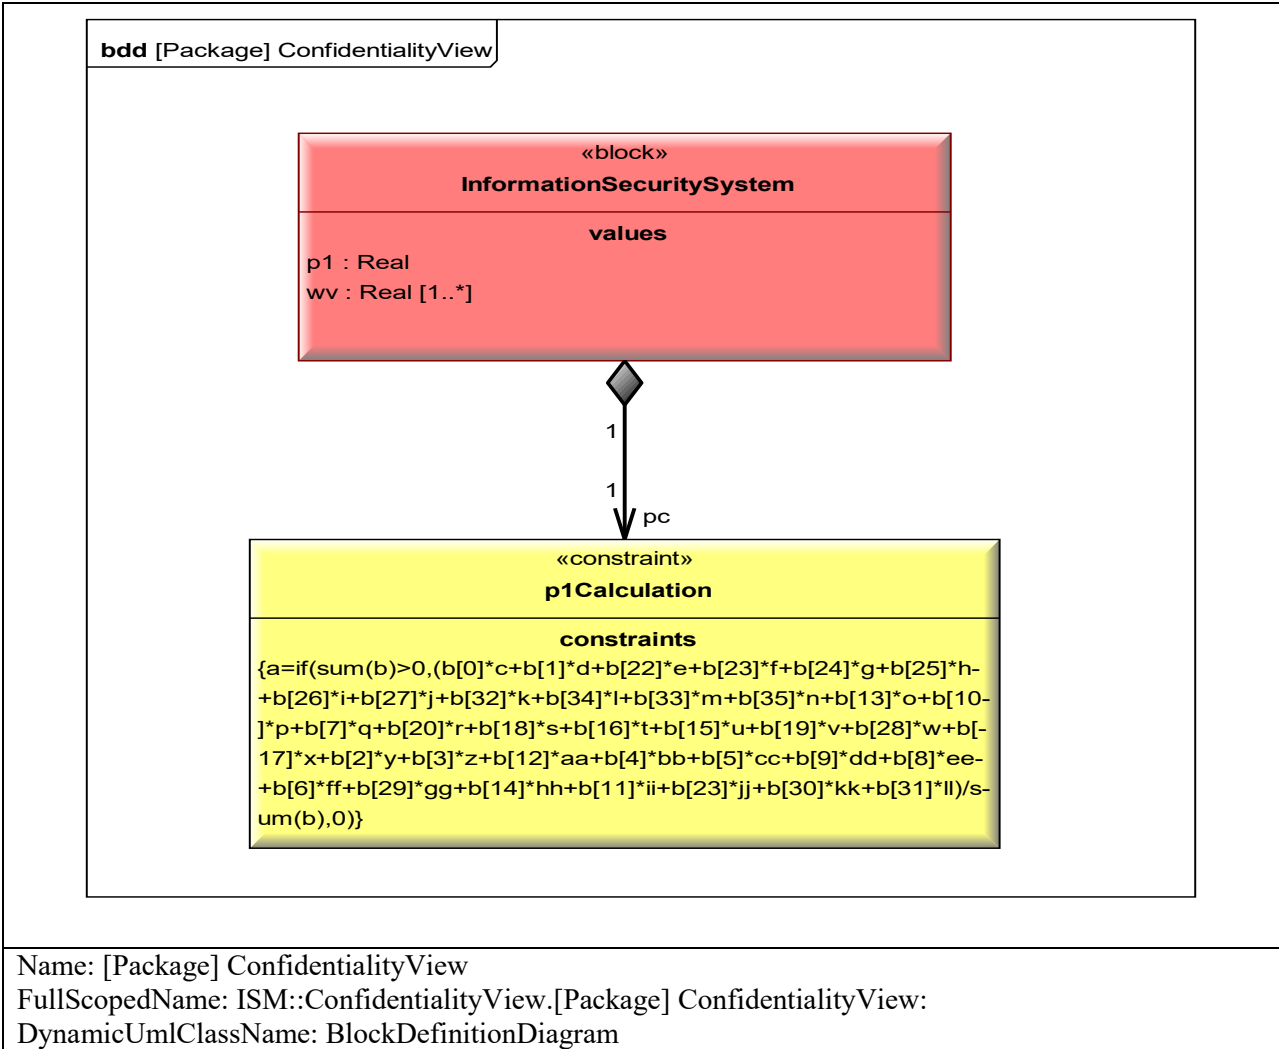 bdd [Package] ConfidentialityView
«block»
InformationSecuritySystem
values
p1 : Real
wv : Real [1..*]
1
1
pc
«constraint»
p1Calculation
constraints
{a=if(sum(b)>0,(b[0]*c+b[1]*d+b[22]*e+b[23]*f+b[24]*g+b[25]*h-
+b[26]*i+b[27]*j+b[32]*k+b[34]*l+b[33]*m+b[35]*n+b[13]*o+b[10-
]*p+b[7]*q+b[20]*r+b[18]*s+b[16]*t+b[15]*u+b[19]*v+b[28]*w+b[-
17]*x+b[2]*y+b[3]*z+b[12]*aa+b[4]*bb+b[5]*cc+b[9]*dd+b[8]*ee-
+b[6]*ff+b[29]*gg+b[14]*hh+b[11]*ii+b[23]*jj+b[30]*kk+b[31]*ll)/s-
um(b),0)}
Name: [Package] ConfidentialityView
FullScopedName: ISM::ConfidentialityView.[Package] ConfidentialityView:
DynamicUmlClassName: BlockDefinitionDiagram